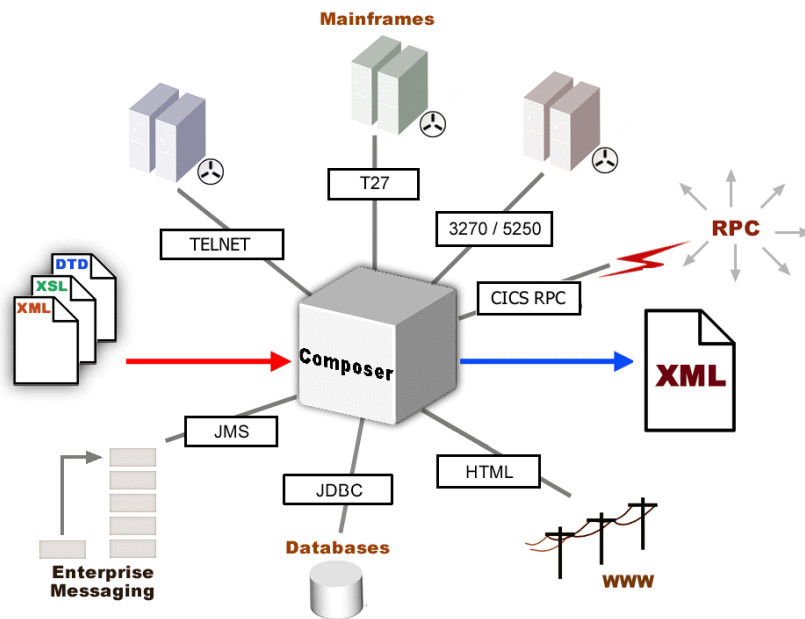 Mainframes
T27
TELNET
3270 / 5250
RPC
CICS RPC
DTD
XSL
XML
Composer
XML
JMS
HTML
JDBC
Databases
Enterprise
Messaging
WWW